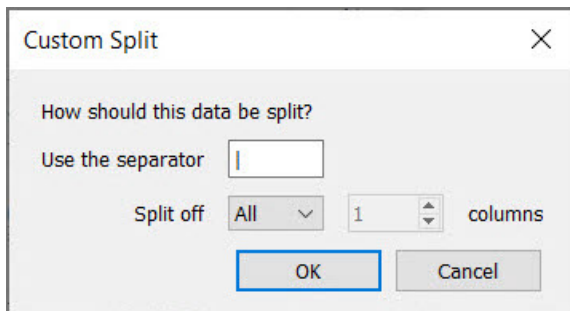 Custom Split
How should this data be split?
Use the separator |
Split off All 1 columns
OK Cancel